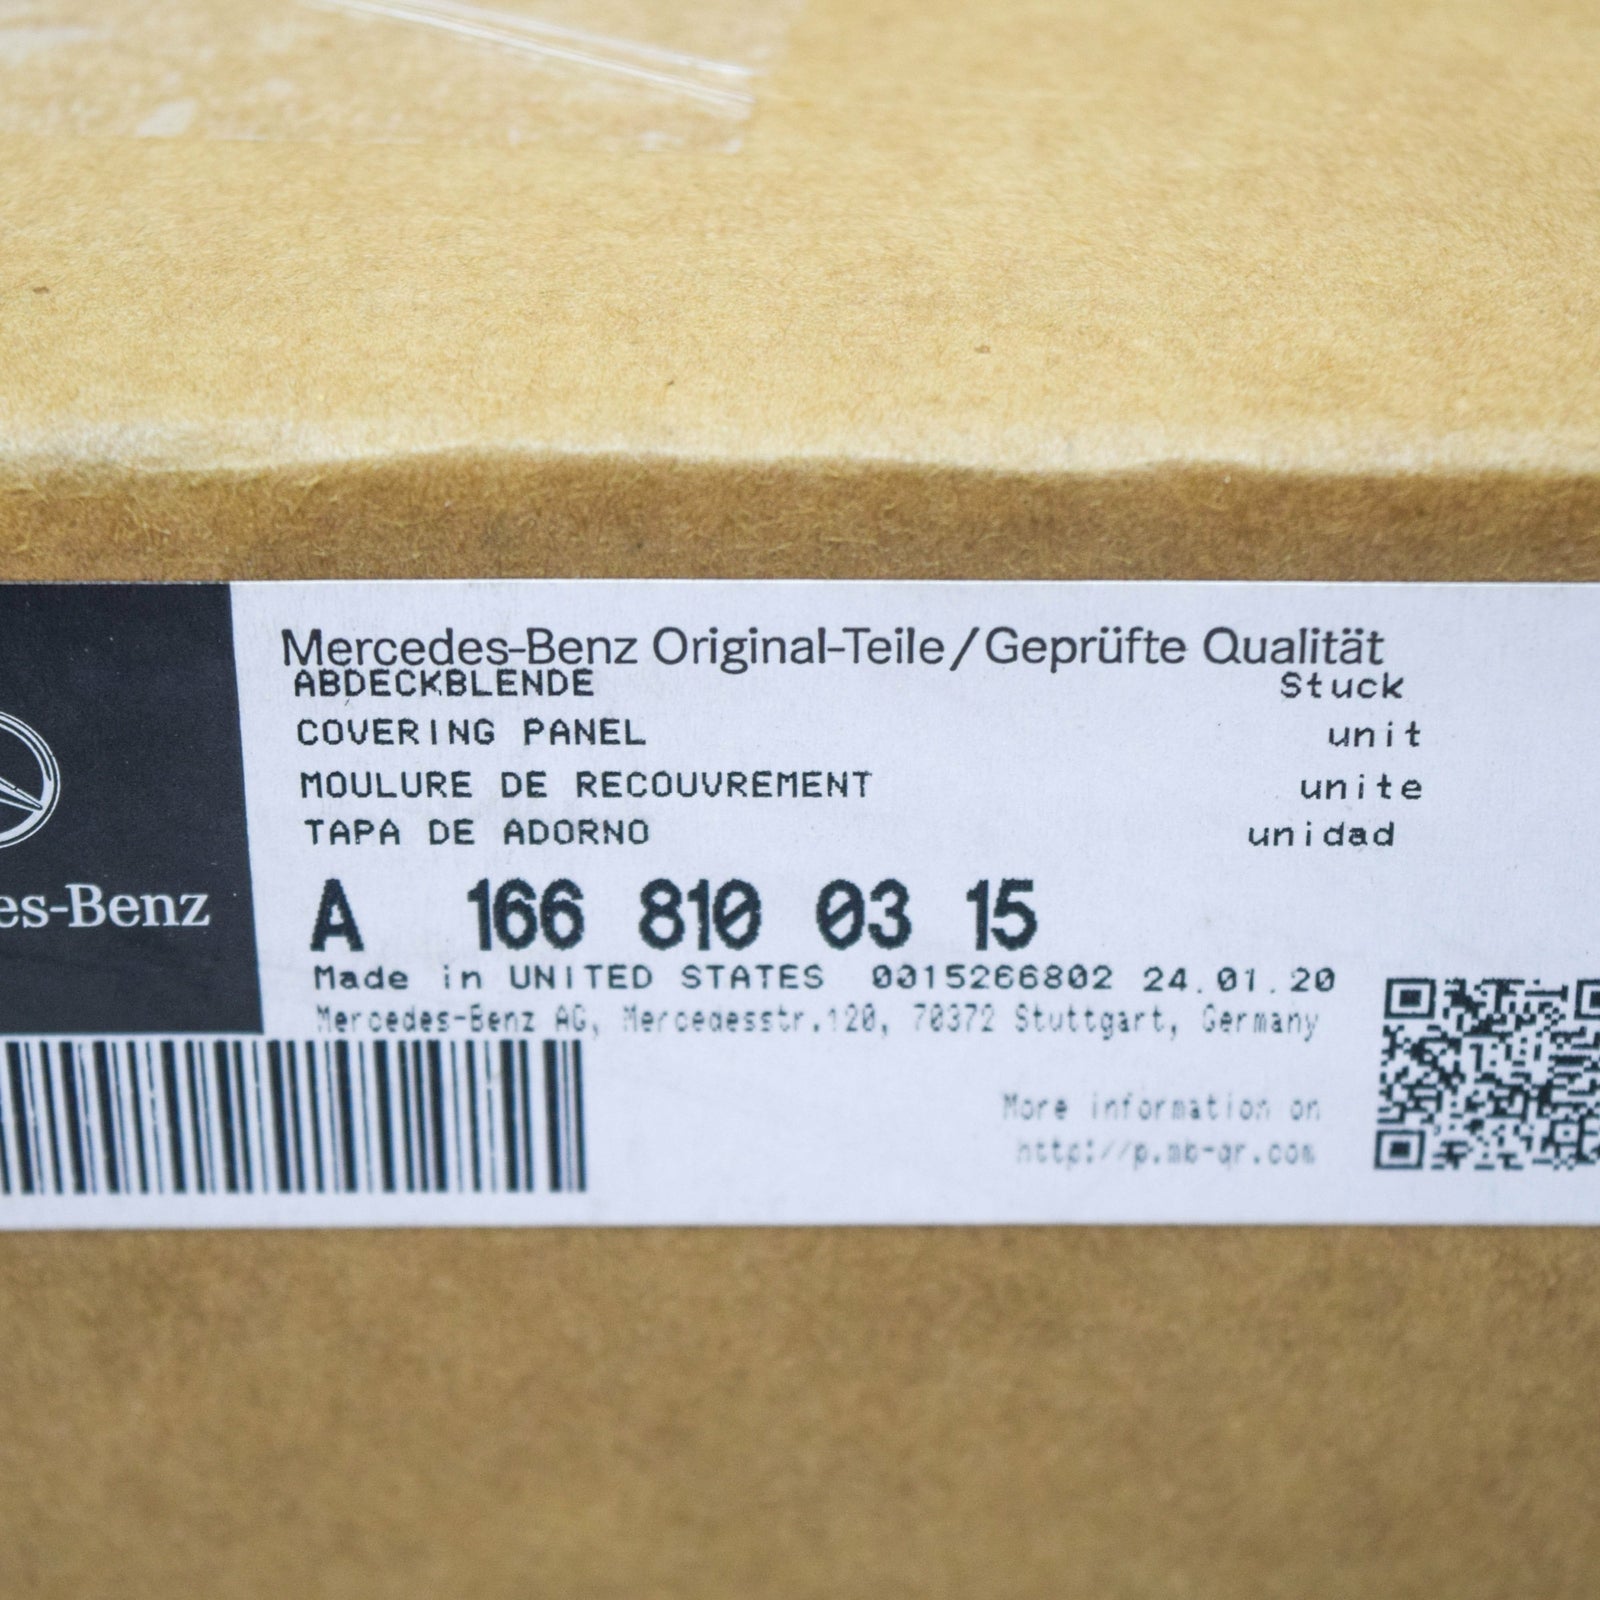 Mercedes-Benz Original-Teile/Geprüfte Qualität
ABDECKBLENDE Stuck
COVERING PANEL unit
MOULURE DE RECOUVREMENT unite
TAPA DE ADORNO unidad
es-Benz
A 166 810 03 15
Made in UNITED STATES 0015266802 24.01.20
Mercedes-Benz AG, Mercedesstr.120, 70372 Stuttgart, Germany
More information on
http://p.mb-qr.com